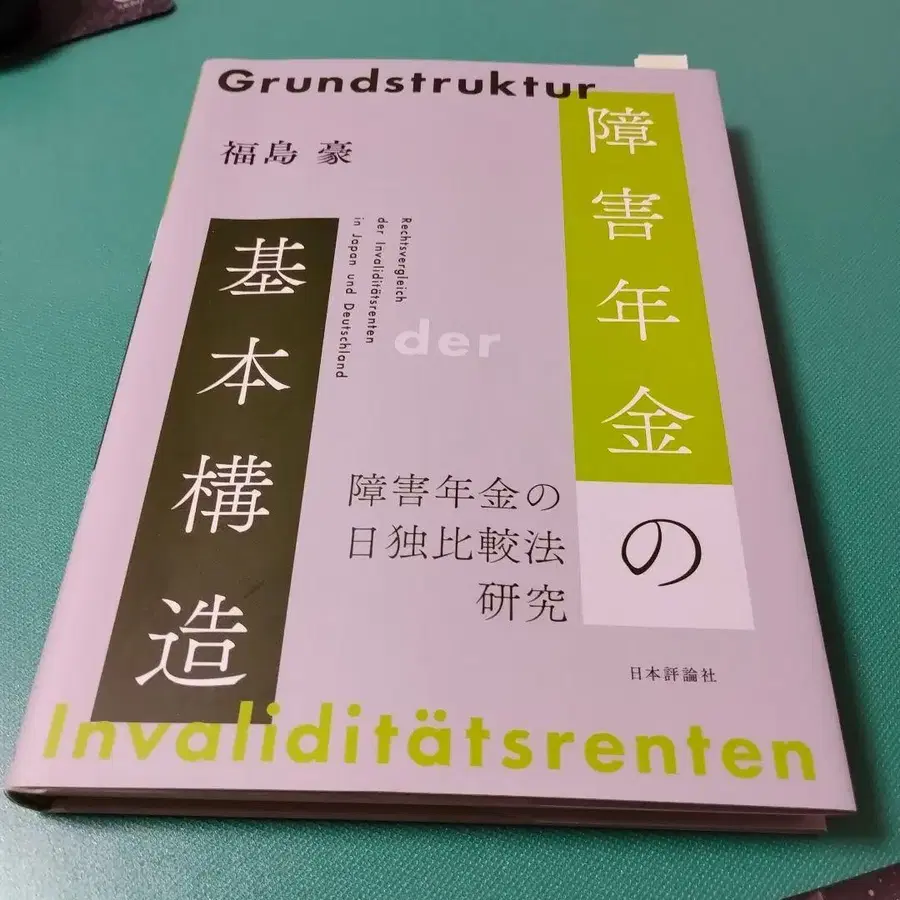 Grundstruktur
福島 豪
障害年金の
基本構造
Rechtsvergleich
der Invaliditätsrenten
in Japan und Deutschland
der
障害年金の
日独比較法
研究
日本評論社
Invaliditätsrenten